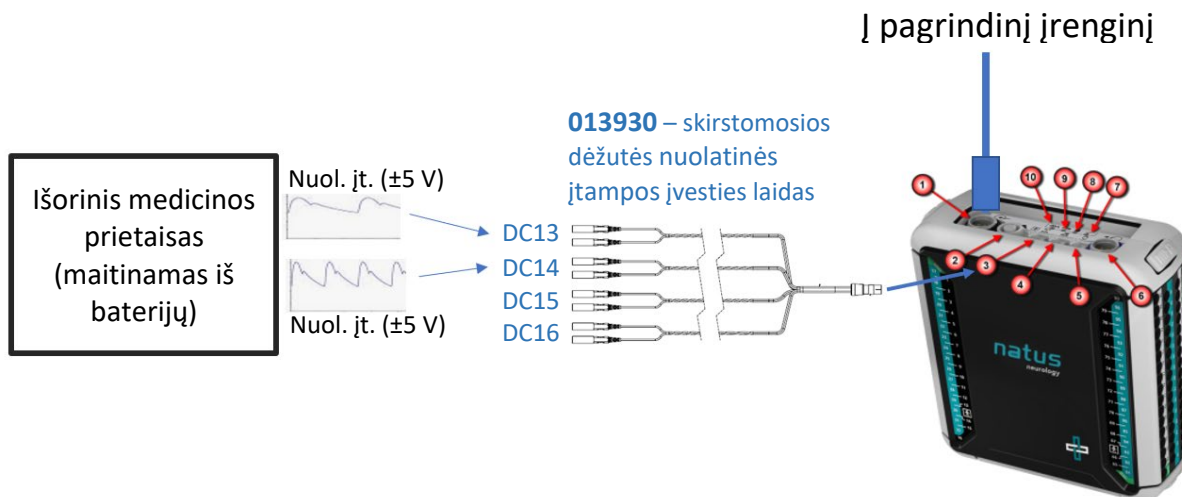 Į pagrindinį įrenginį
013930 – skirstomosios
dėžutės nuolatinės
įtampos įvesties laidas
Išorinis medicinos
prietaisas
(maitinamas iš
baterijų)
Nuol. įt. (±5 V)
Nuol. įt. (±5 V)
DC13
DC14
DC15
DC16
1
10
9
8
7
2
3
4
5
6
natus
neurology